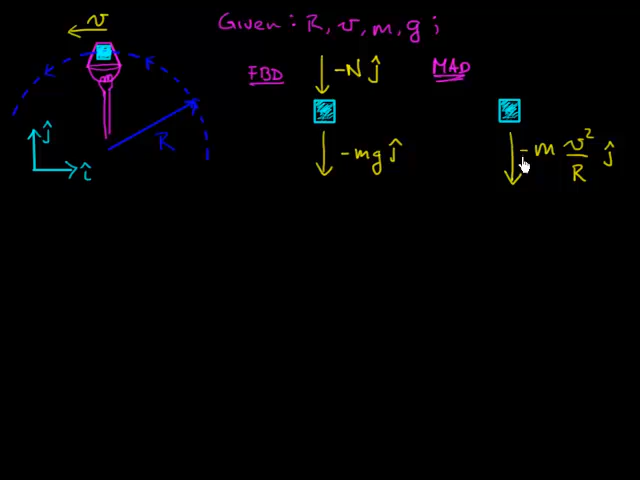 Given: R, v, m, g ;
v
R
ĵ
î
FBD
-N ĵ
-mg ĵ
MAD
-m v²/R ĵ